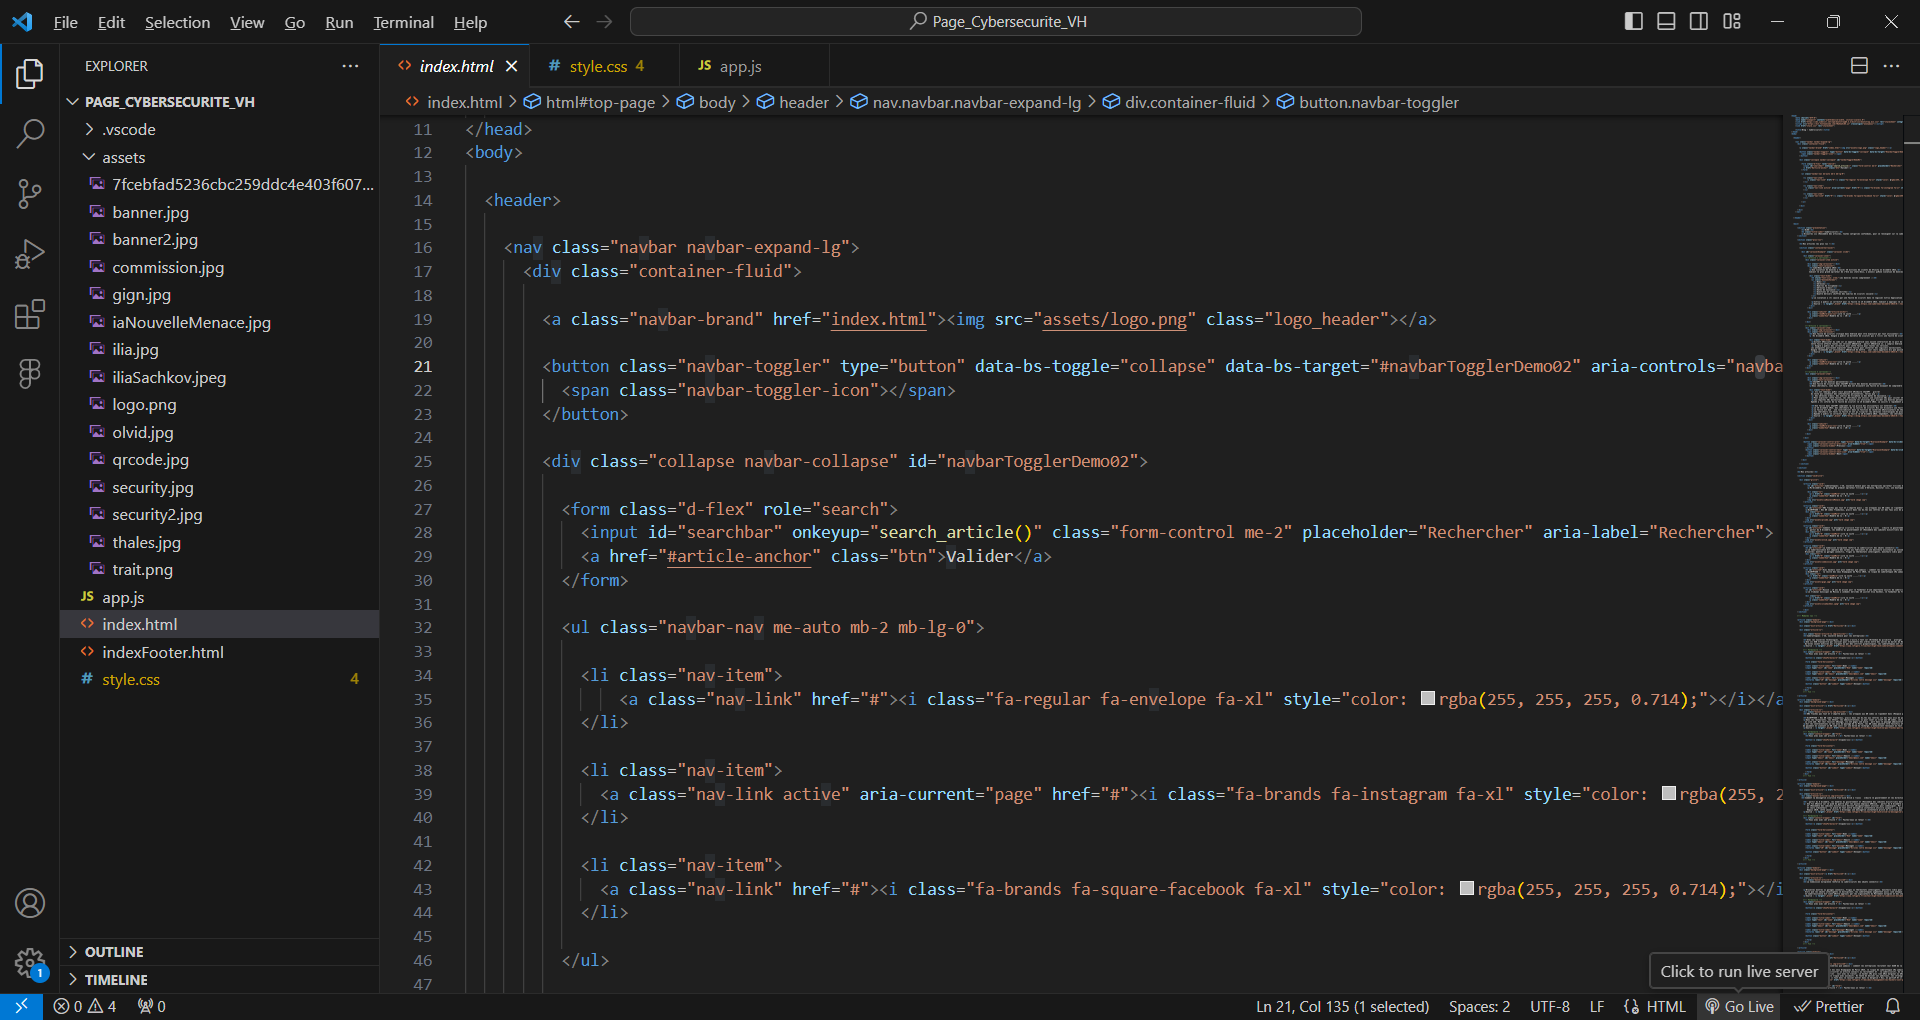 File Edit Selection View Go Run Terminal Help
Page_Cybersecurite_VH
EXPLORER
PAGE_CYBERSECURITE_VH
.vscode
assets
7fcebfad5236cbc259ddc4e403f607...
banner.jpg
banner2.jpg
commission.jpg
gign.jpg
iaNouvelleMenace.jpg
ilia.jpg
iliaSachkov.jpeg
logo.png
olvid.jpg
qrcode.jpg
security.jpg
security2.jpg
thales.jpg
trait.png
JS app.js
<> index.html
<> indexFooter.html
# style.css 4
OUTLINE
TIMELINE
<> index.html # style.css 4 JS app.js
<> index.html > html#top-page > body > header > nav.navbar.navbar-expand-lg > div.container-fluid > button.navbar-toggler
11 </head>
12 <body>
13
14 <header>
15
16 <nav class="navbar navbar-expand-lg">
17 <div class="container-fluid">
18
19 <a class="navbar-brand" href="index.html"><img src="assets/logo.png" class="logo_header"></a>
20
21 <button class="navbar-toggler" type="button" data-bs-toggle="collapse" data-bs-target="#navbarTogglerDemo02" aria-controls="navba
22 <span class="navbar-toggler-icon"></span>
23 </button>
24
25 <div class="collapse navbar-collapse" id="navbarTogglerDemo02">
26
27 <form class="d-flex" role="search">
28 <input id="searchbar" onkeyup="search_article()" class="form-control me-2" placeholder="Rechercher" aria-label="Rechercher">
29 <a href="#article-anchor" class="btn">Valider</a>
30 </form>
31
32 <ul class="navbar-nav me-auto mb-2 mb-lg-0">
33
34 <li class="nav-item">
35 <a class="nav-link" href="#"><i class="fa-regular fa-envelope fa-xl" style="color: rgba(255, 255, 255, 0.714);"></i></a
36 </li>
37
38 <li class="nav-item">
39 <a class="nav-link active" aria-current="page" href="#"><i class="fa-brands fa-instagram fa-xl" style="color: rgba(255, 2
40 </li>
41
42 <li class="nav-item">
43 <a class="nav-link" href="#"><i class="fa-brands fa-square-facebook fa-xl" style="color: rgba(255, 255, 255, 0.714);"></i
44 </li>
45
46 </ul>
47
Click to run live server
1
0 4 0
Ln 21, Col 135 (1 selected) Spaces: 2 UTF-8 LF {} HTML Go Live Prettier